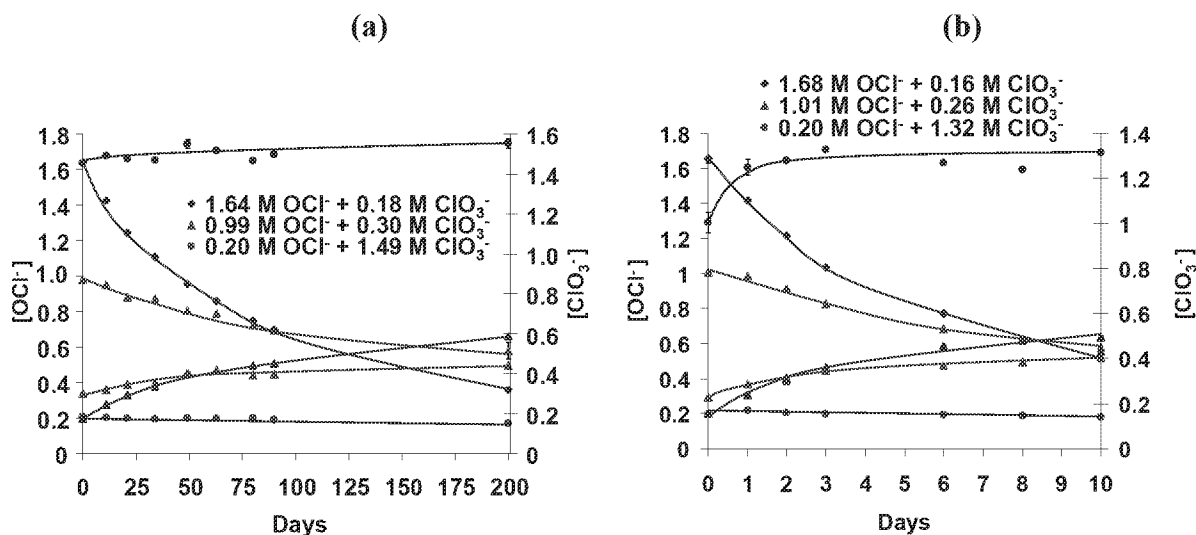 (a)
[OCl⁻]
1.8
1.6
1.4
1.2
1.0
0.8
0.6
0.4
0.2
0
1.64 M OCl⁻ + 0.18 M ClO₃⁻
0.99 M OCl⁻ + 0.30 M ClO₃⁻
0.20 M OCl⁻ + 1.49 M ClO₃⁻
1.6
1.4
1.2
1.0
0.8
0.6
0.4
0.2
0
[ClO₃⁻]
0 25 50 75 100 125 150 175 200
Days
(b)
1.68 M OCl⁻ + 0.16 M ClO₃⁻
1.01 M OCl⁻ + 0.26 M ClO₃⁻
0.20 M OCl⁻ + 1.32 M ClO₃⁻
[OCl⁻]
1.8
1.6
1.4
1.2
1
0.8
0.6
0.4
0.2
0
1.4
1.2
1
0.8
0.6
0.4
0.2
0
[ClO₃⁻]
0 1 2 3 4 5 6 7 8 9 10
Days